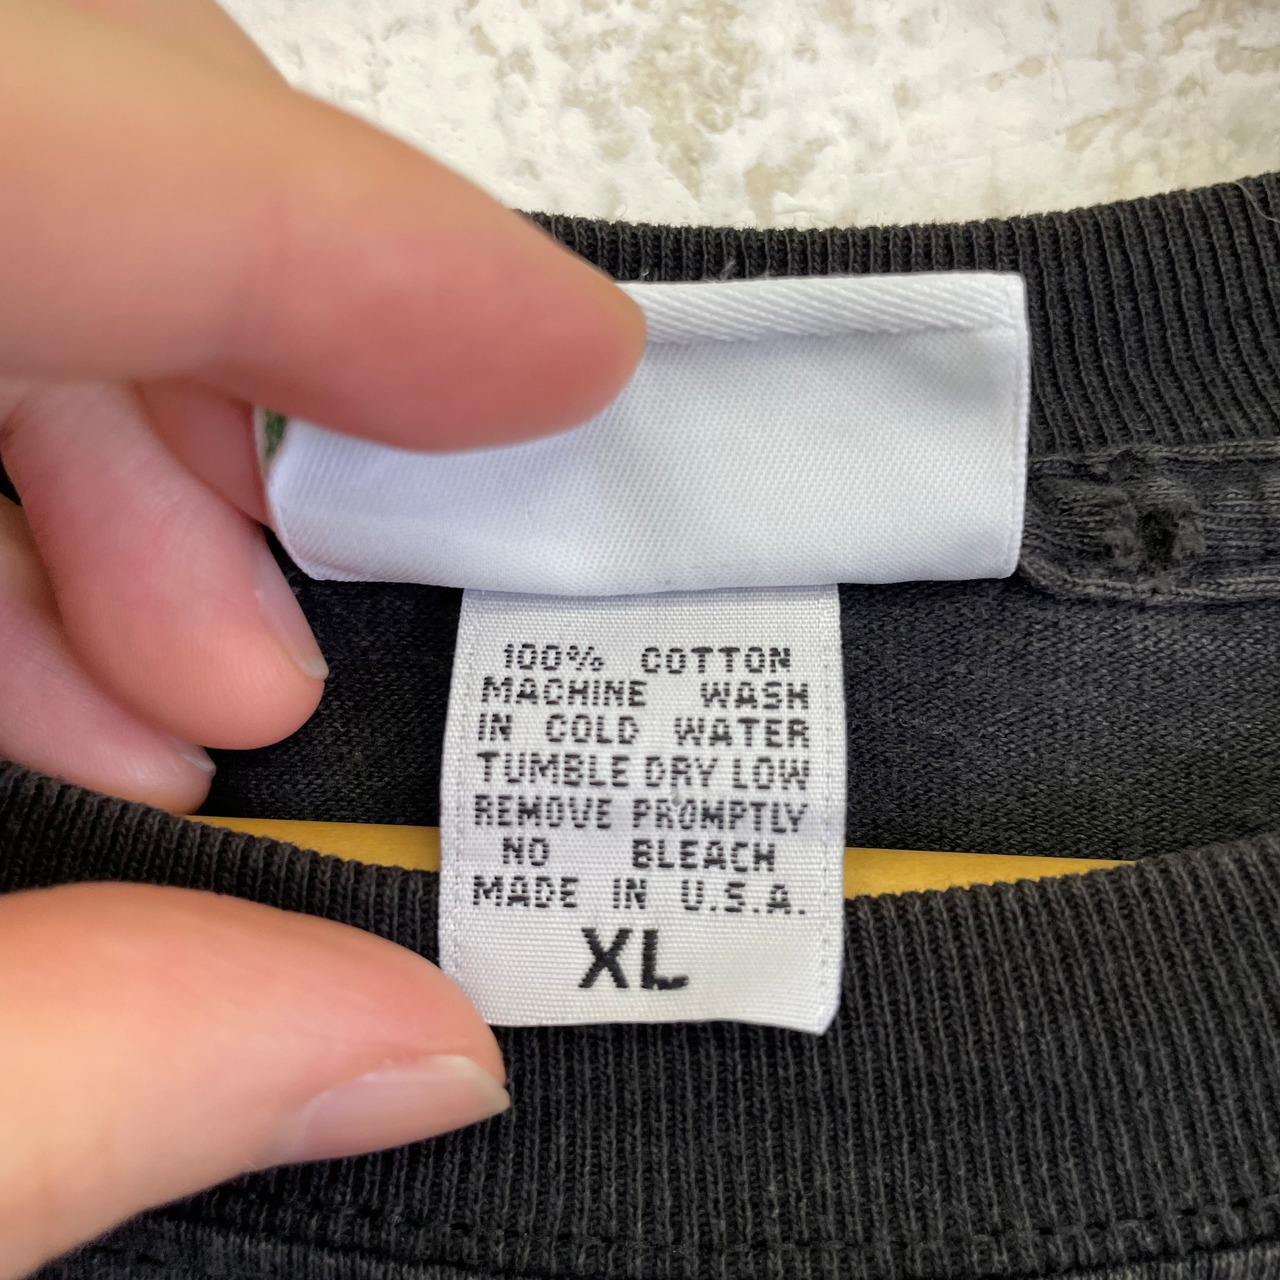 100% COTTON
MACHINE WASH
IN COLD WATER
TUMBLE DRY LOW
REMOVE PROMPTLY
NO BLEACH
MADE IN U.S.A.
XL